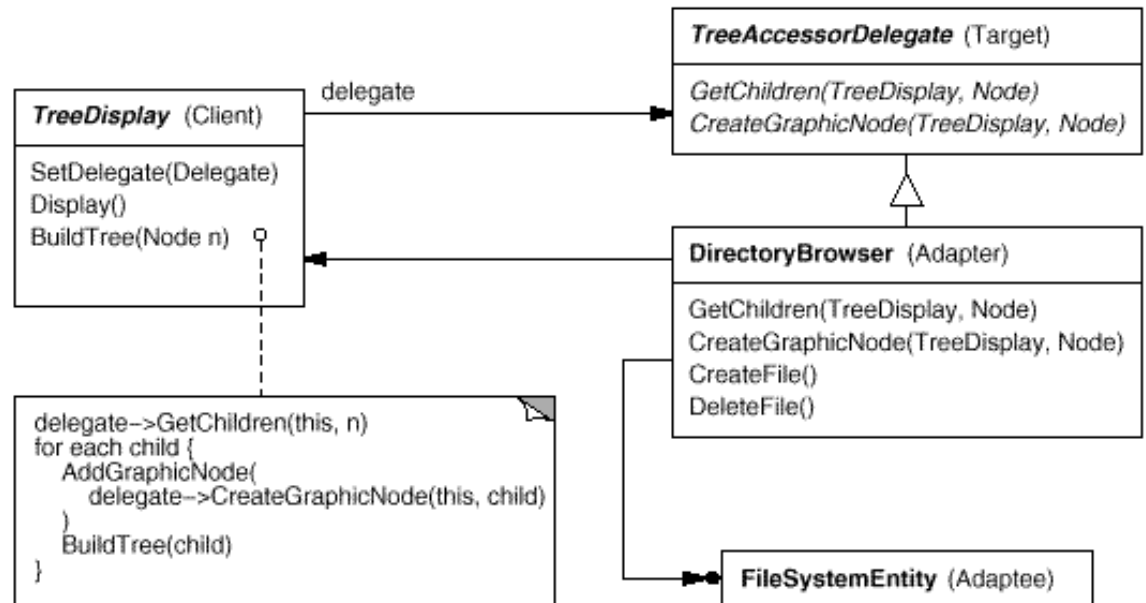 TreeAccessorDelegate (Target)
GetChildren(TreeDisplay, Node)
CreateGraphicNode(TreeDisplay, Node)
delegate
TreeDisplay (Client)
SetDelegate(Delegate)
Display()
BuildTree(Node n)
DirectoryBrowser (Adapter)
GetChildren(TreeDisplay, Node)
CreateGraphicNode(TreeDisplay, Node)
CreateFile()
DeleteFile()
delegate–>GetChildren(this, n)
for each child {
AddGraphicNode(
delegate–>CreateGraphicNode(this, child)
)
BuildTree(child)
}
FileSystemEntity (Adaptee)